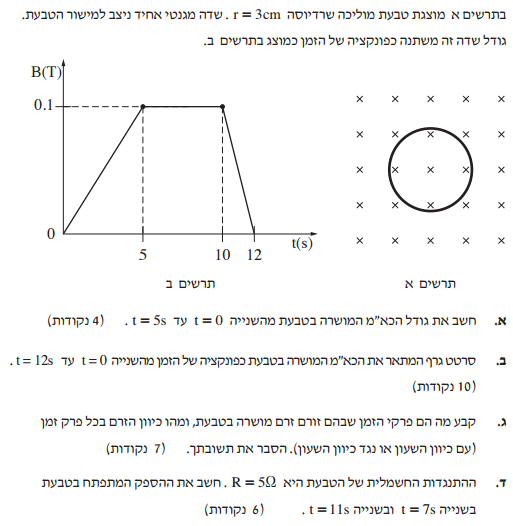 בתרשים א מוצגת טבעת מוליכה שרדיוסה r = 3cm . שדה מגנטי אחיד ניצב למישור הטבעת.
גודל שדה זה משתנה כפונקציה של הזמן כמוצג בתרשים ב.
B(T)
0.1
0
5
10
12
t(s)
× × × × ×
× × × × ×
× × × × ×
× × × × ×
× × × × ×
תרשים ב
תרשים א
א. חשב את גודל הכא"מ המושרה בטבעת מהשנייה t = 0 עד t = 5s . (4 נקודות)
ב. סרטט גרף המתאר את הכא"מ המושרה בטבעת כפונקציה של הזמן מהשנייה t = 0 עד t = 12s .
(10 נקודות)
ג. קבע מה הם פרקי הזמן שבהם זורם זרם מושרה בטבעת, ומהו כיוון הזרם בכל פרק זמן
(עם כיוון השעון או נגד כיוון השעון). הסבר את תשובתך. (7 נקודות)
ד. ההתנגדות החשמלית של הטבעת היא R = 5Ω . חשב את ההספק המתפתח בטבעת
בשנייה t = 7s ובשנייה t = 11s . (6 נקודות)